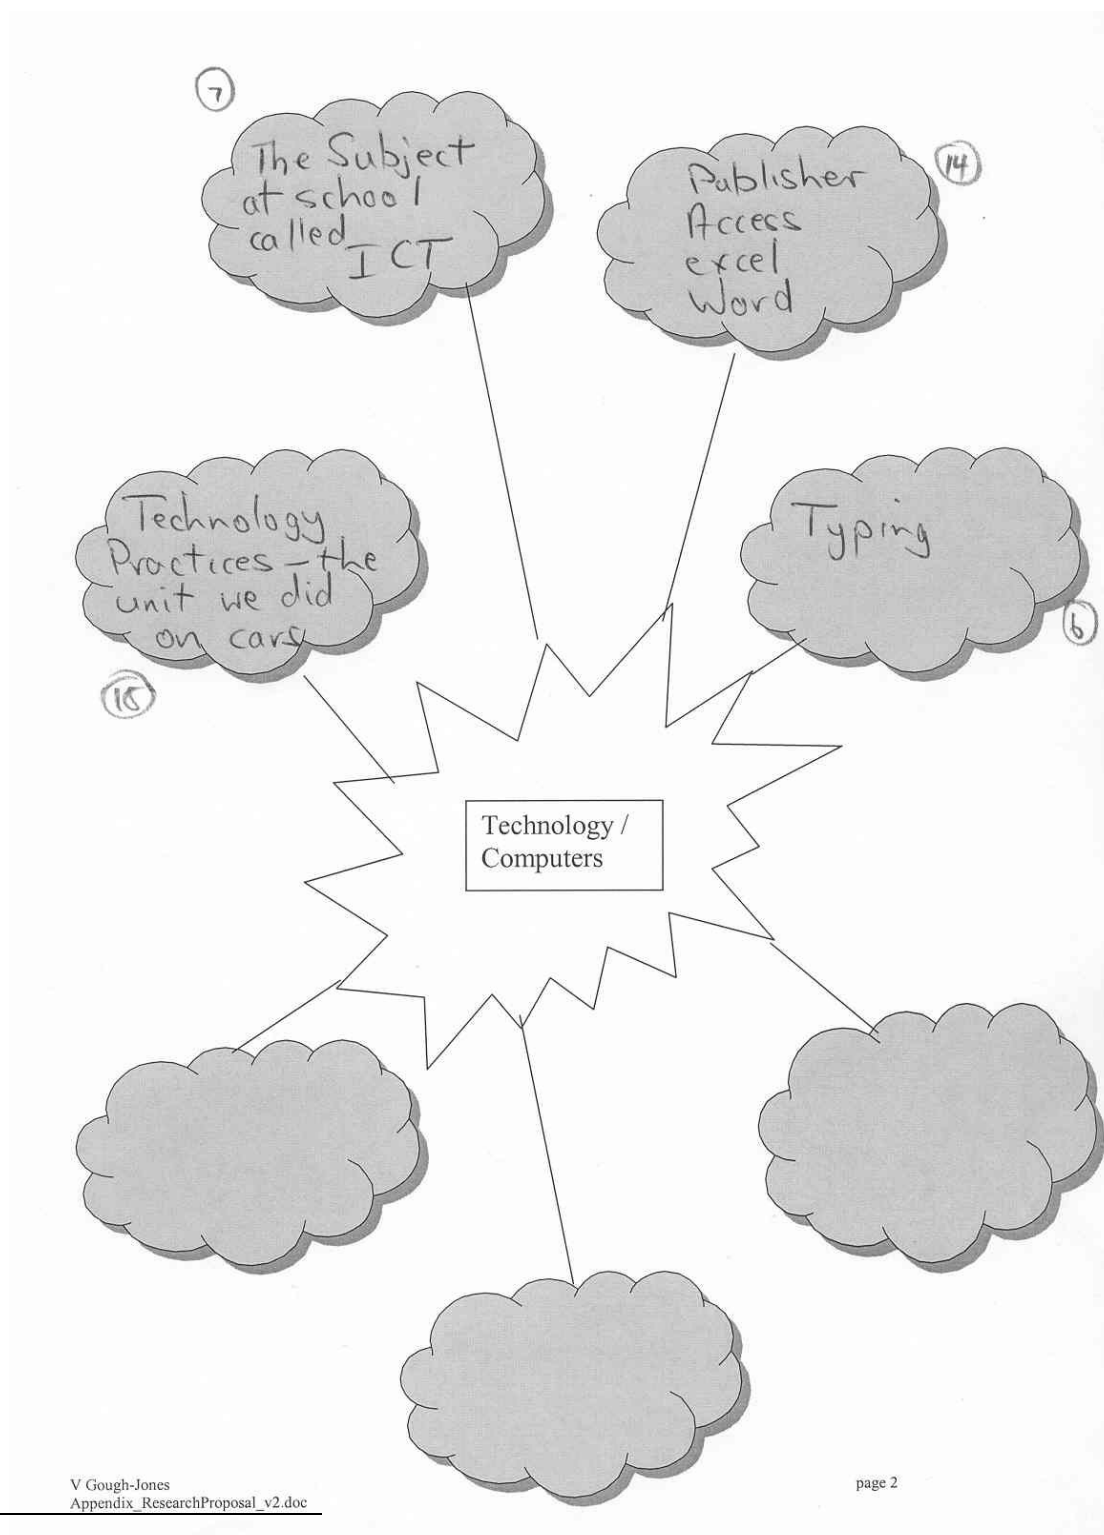 7
The Subject
at school
called
ICT
14
Publisher
Access
excel
Word
Technology
Practices – the
unit we did
on cars
15
Typing
6
Technology /
Computers
V Gough-Jones
Appendix_ResearchProposal_v2.doc
page 2